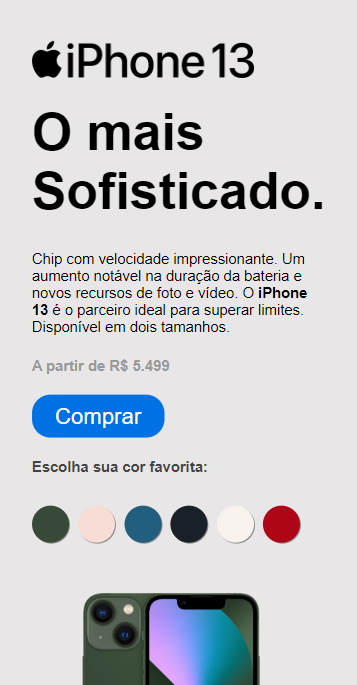 iPhone 13
O mais
Sofisticado.
Chip com velocidade impressionante. Um
aumento notável na duração da bateria e
novos recursos de foto e vídeo. O iPhone
13 é o parceiro ideal para superar limites.
Disponível em dois tamanhos.
A partir de R$ 5.499
Comprar
Escolha sua cor favorita: